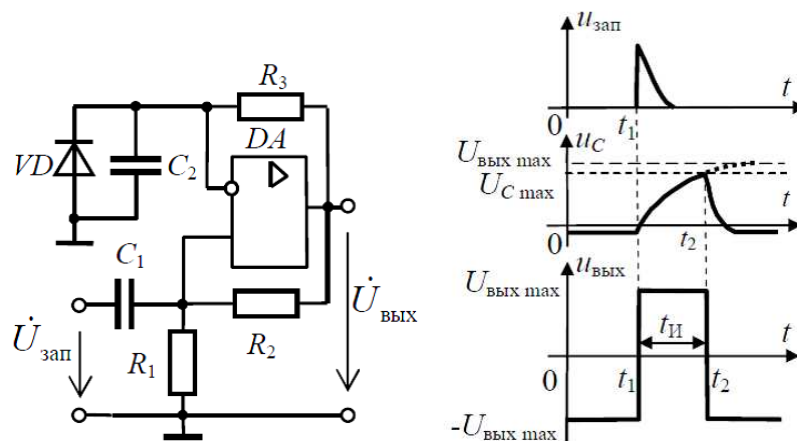 R₃
DA
VD
C₂
C₁
R₂
R₁
U̇зап
U̇вых
uзап
t
0
t₁
uC
Uвых max
UC max
t
0
t₂
uвых
Uвых max
tИ
t
0
t₁
t₂
-Uвых max